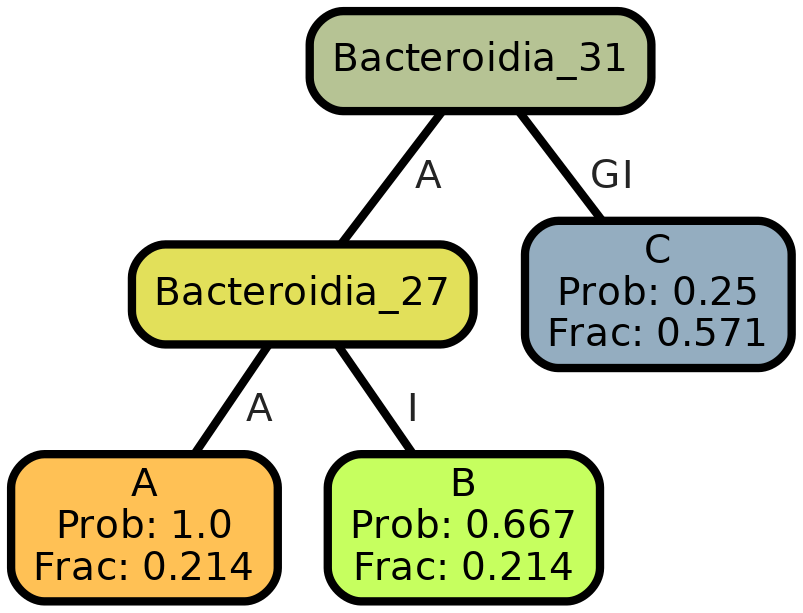 Bacteroidia_31
A
GI
C
Prob: 0.25
Frac: 0.571
Bacteroidia_27
A
I
A
Prob: 1.0
Frac: 0.214
B
Prob: 0.667
Frac: 0.214